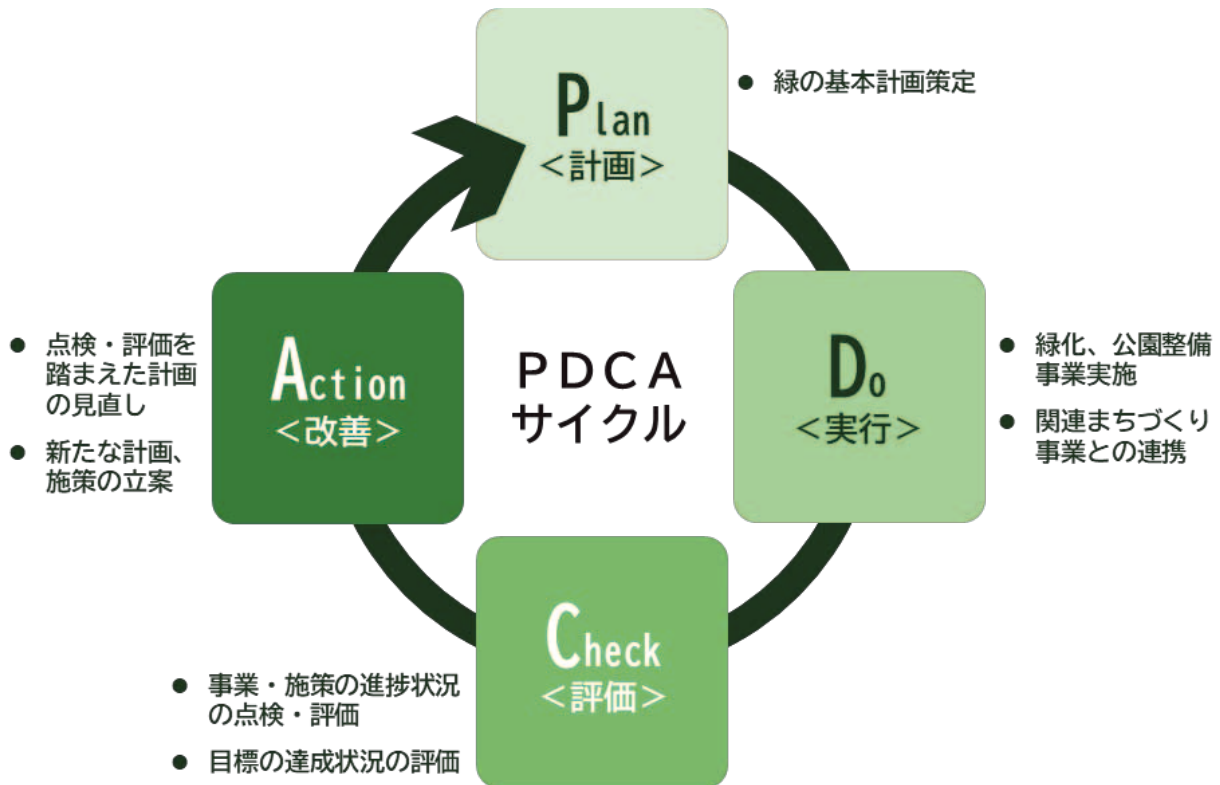 Plan
<計画>
● 緑の基本計画策定
Do
<実行>
● 緑化、公園整備
事業実施
● 関連まちづくり
事業との連携
Check
<評価>
● 事業・施策の進捗状況
の点検・評価
● 目標の達成状況の評価
Action
<改善>
● 点検・評価を
踏まえた計画
の見直し
● 新たな計画、
施策の立案
PDCA
サイクル